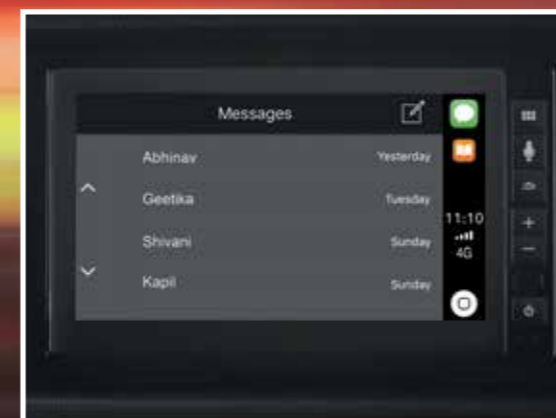 Messages
Abhinav Yesterday
Geetika Tuesday
Shivani Sunday
Kapil Sunday
11:10
4G